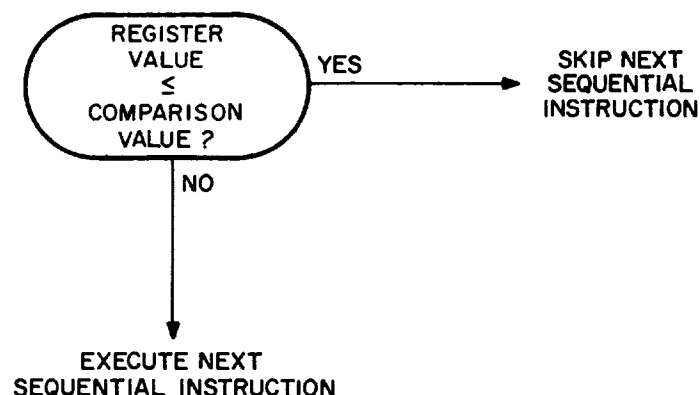 REGISTER
VALUE
≤
COMPARISON
VALUE ?
YES
SKIP NEXT
SEQUENTIAL
INSTRUCTION
NO
EXECUTE NEXT
SEQUENTIAL INSTRUCTION